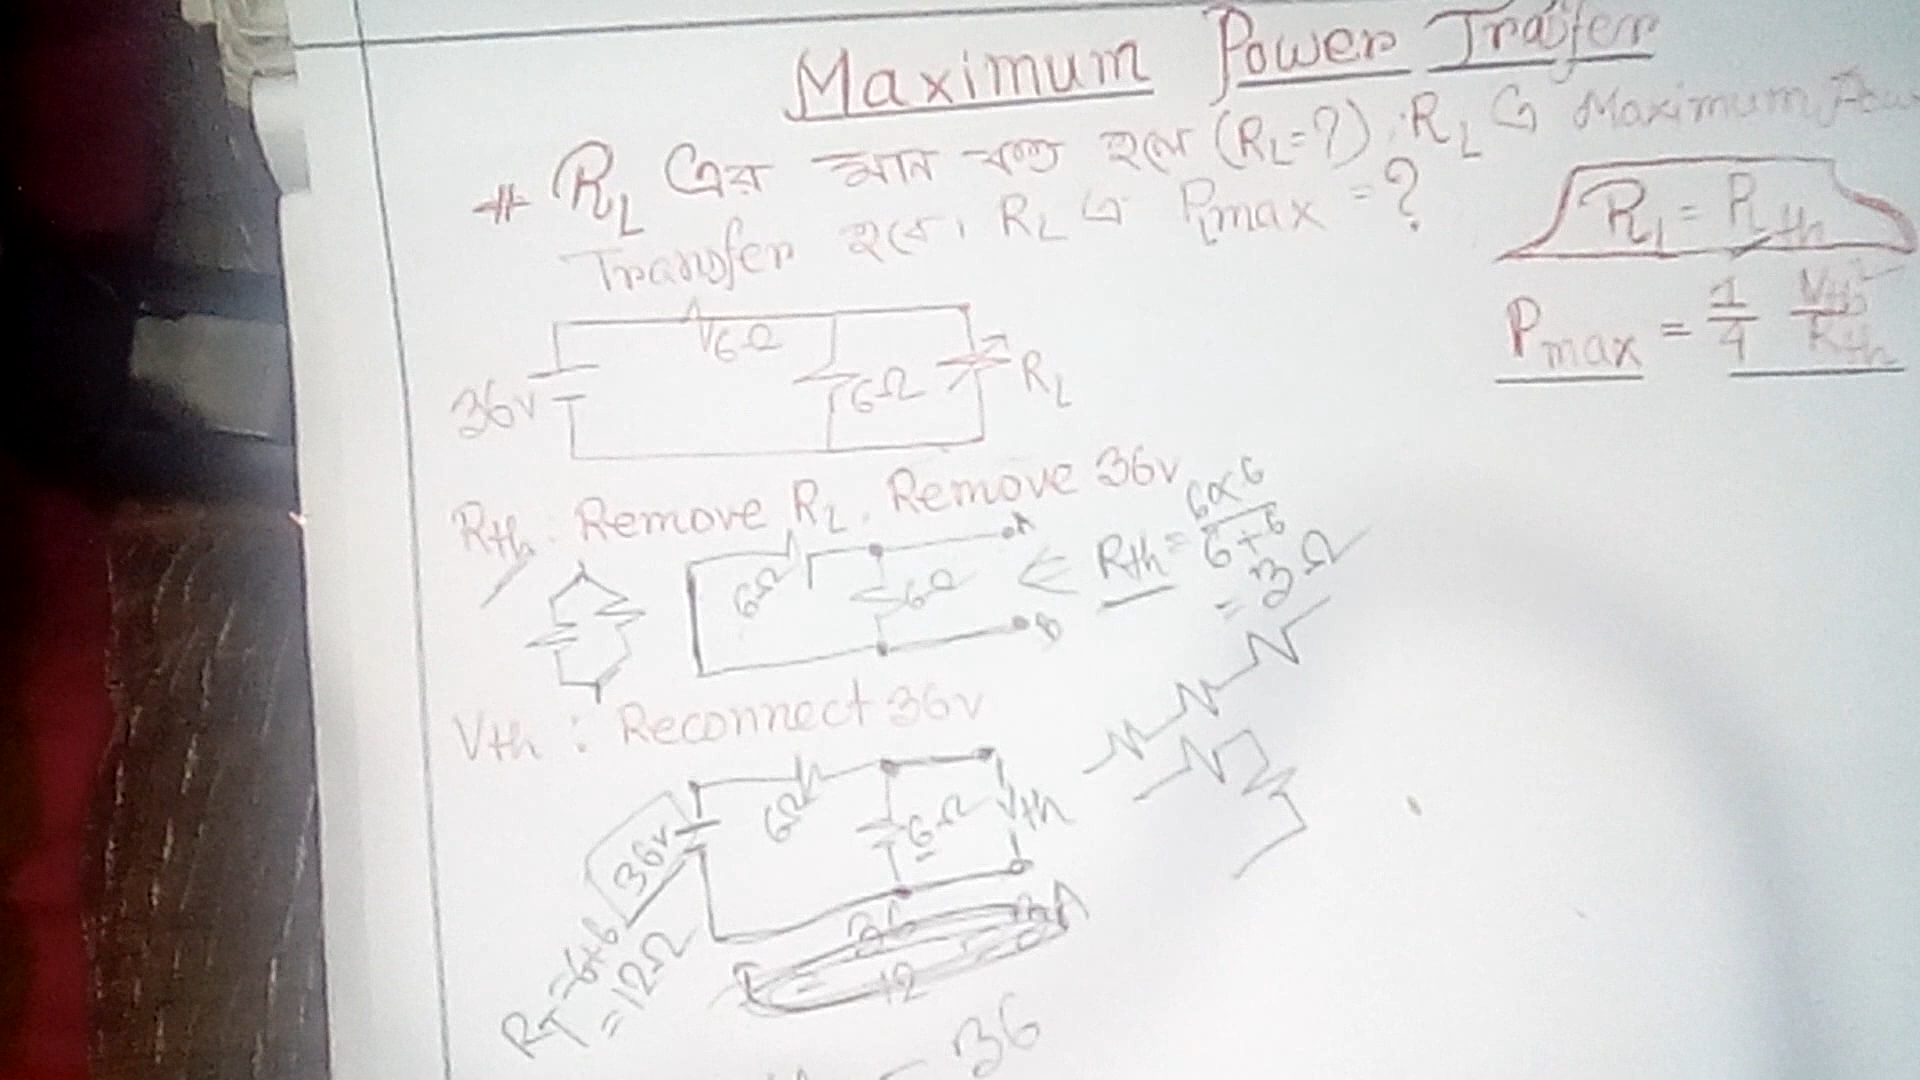 Maximum Power Trasfer
# RL এর মান কত হলে (RL=?) . RL এ Maximum Pow
Transfer হবে। RL এ Pmax = ?
RL = Rth
Pmax = 1/4 Vth²/Rth
6Ω
36v
6Ω
RL
Rth : Remove RL. Remove 36v
6Ω
6Ω
A
B
Rth = 6×6/6+6
= 3Ω
Vth : Reconnect 36v
36v
6Ω
6Ω
Vth
RT = 6+6
= 12Ω
I = 36/12 = 3A
= 36